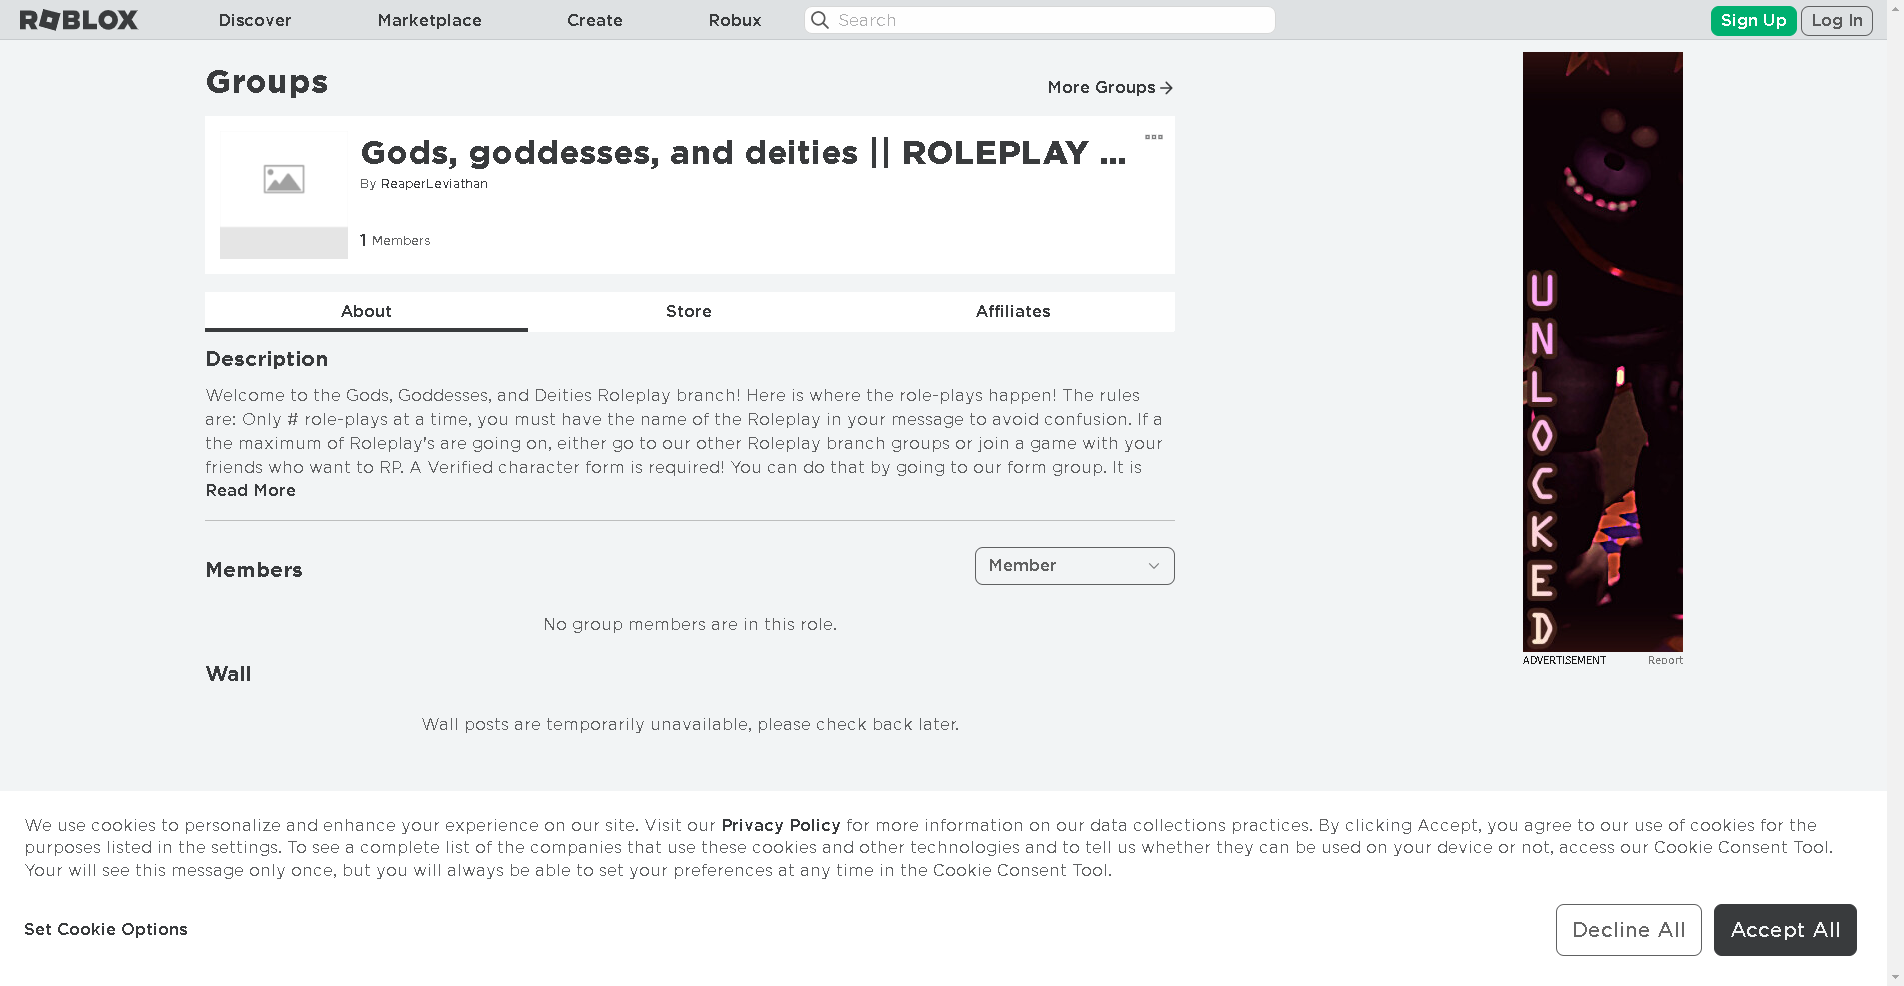 ROBLOX Discover Marketplace Create Robux Search Sign Up Log In
Groups
More Groups
Gods, goddesses, and deities || ROLEPLAY ...
By ReaperLeviathan
1 Members
About Store Affiliates
Description
Welcome to the Gods, Goddesses, and Deities Roleplay branch! Here is where the role-plays happen! The rules
are: Only # role-plays at a time, you must have the name of the Roleplay in your message to avoid confusion. If a
the maximum of Roleplay's are going on, either go to our other Roleplay branch groups or join a game with your
friends who want to RP. A Verified character form is required! You can do that by going to our form group. It is
Read More
Members
Member
No group members are in this role.
Wall
Wall posts are temporarily unavailable, please check back later.
UNLOCKED
ADVERTISEMENT Report
We use cookies to personalize and enhance your experience on our site. Visit our Privacy Policy for more information on our data collections practices. By clicking Accept, you agree to our use of cookies for the
purposes listed in the settings. To see a complete list of the companies that use these cookies and other technologies and to tell us whether they can be used on your device or not, access our Cookie Consent Tool.
Your will see this message only once, but you will always be able to set your preferences at any time in the Cookie Consent Tool.
Set Cookie Options
Decline All
Accept All